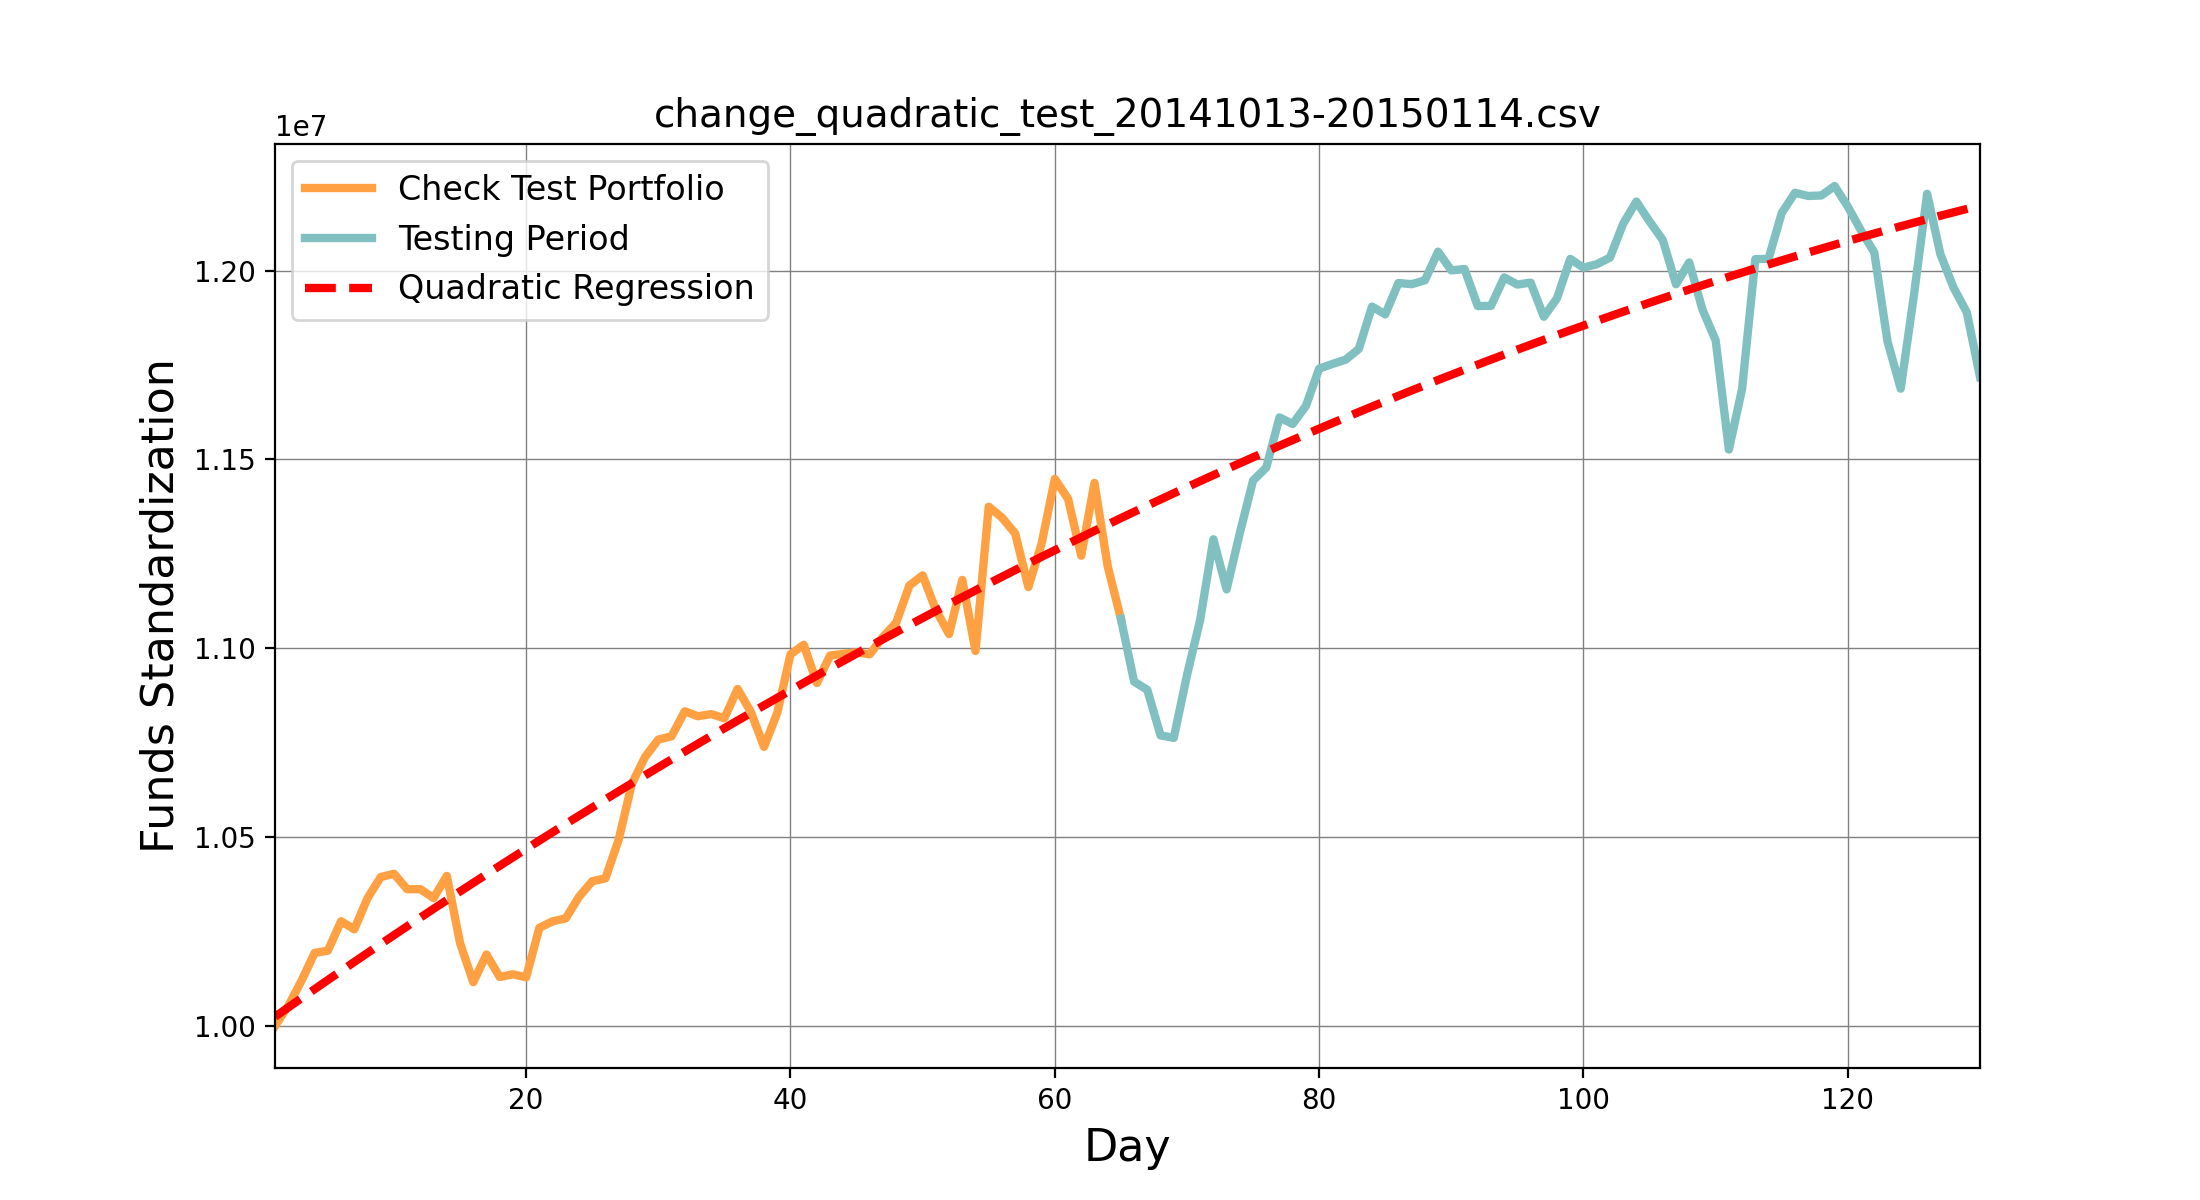 change_quadratic_test_20141013-20150114.csv
1e7
Check Test Portfolio
Testing Period
Quadratic Regression
Funds Standardization
1.20
1.15
1.10
1.05
1.00
20 40 60 80 100 120
Day